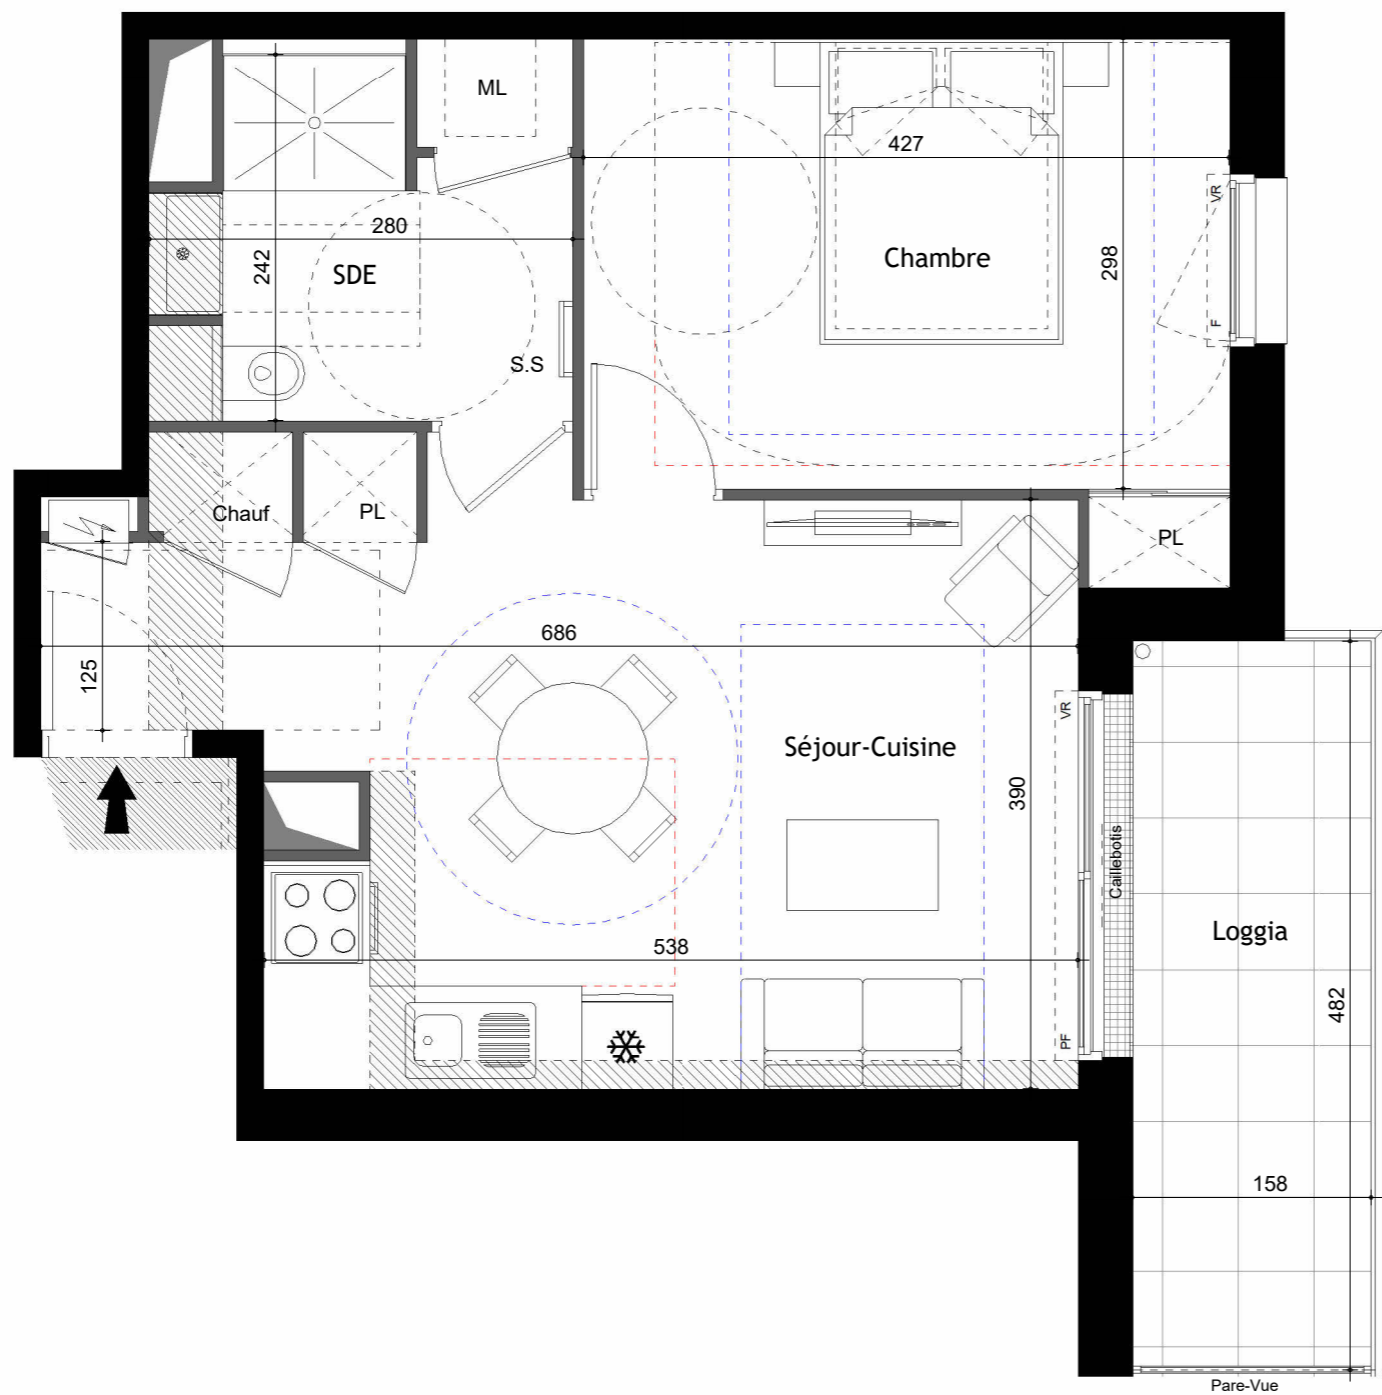 ML
427
VR
280
242
SDE
Chambre
298
F
S.S
Chauf
PL
PL
686
125
VR
Séjour-Cuisine
390
Caillebotis
Loggia
538
482
PF
158
Pare-Vue